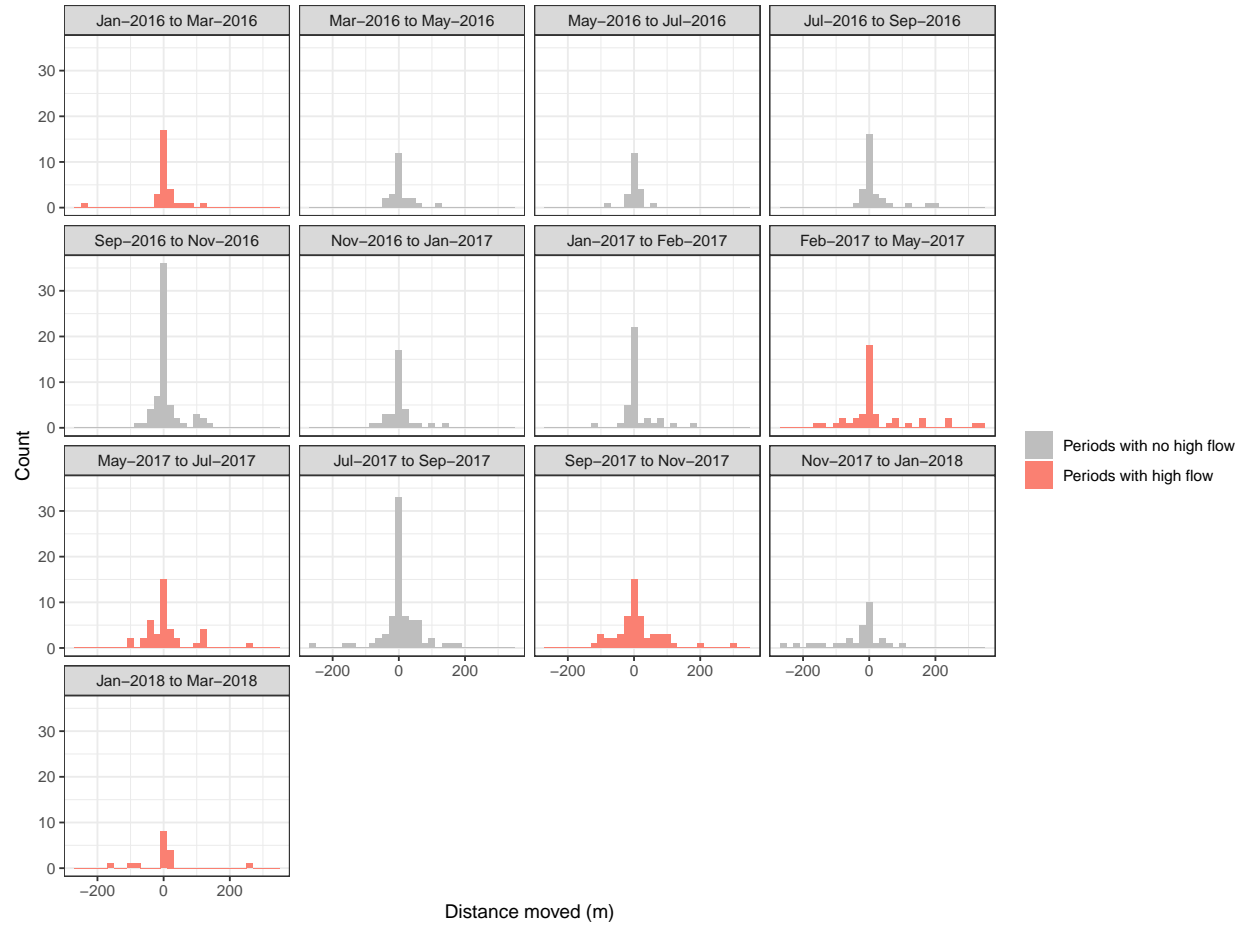 Jan−2016 to Mar−2016
Mar−2016 to May−2016
May−2016 to Jul−2016
Jul−2016 to Sep−2016
30
20
10
0
Sep−2016 to Nov−2016
Nov−2016 to Jan−2017
Jan−2017 to Feb−2017
Feb−2017 to May−2017
30
20
10
0
May−2017 to Jul−2017
Jul−2017 to Sep−2017
Sep−2017 to Nov−2017
Nov−2017 to Jan−2018
30
20
10
0
−200 0 200
−200 0 200
−200 0 200
Jan−2018 to Mar−2018
30
20
10
0
−200 0 200
Distance moved (m)
Count
Periods with no high flow
Periods with high flow